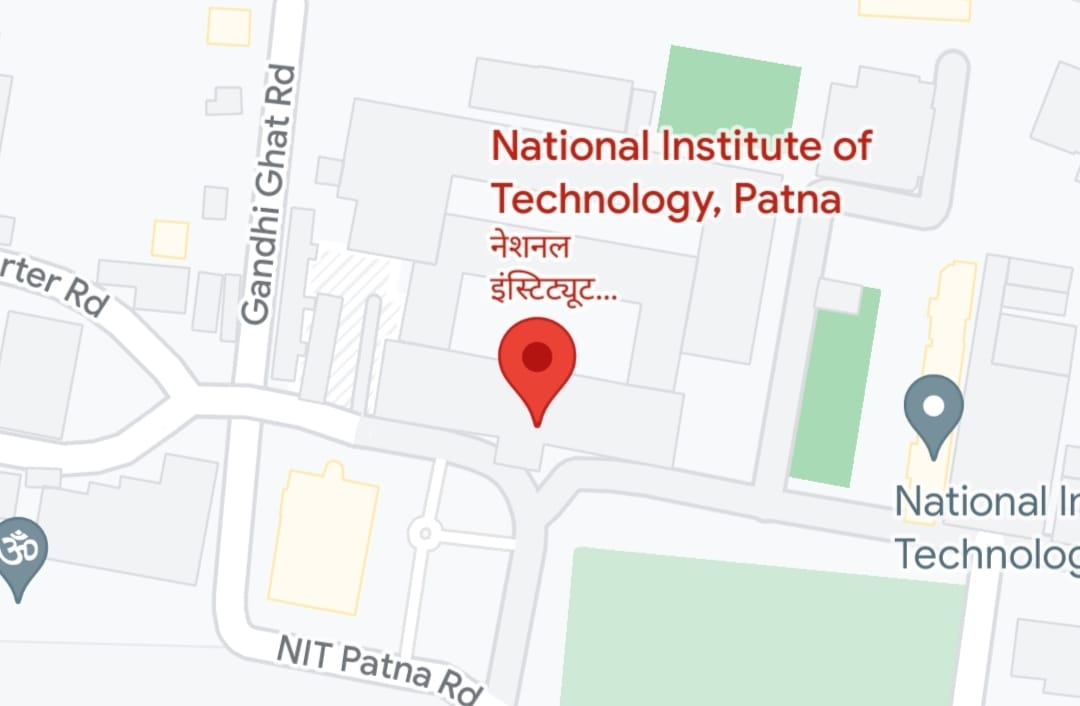 Gandhi Ghat Rd
National Institute of
Technology, Patna
नेशनल
इंस्टिट्यूट...
rter Rd
National In
Technolog
ॐ
NIT Patna Rd